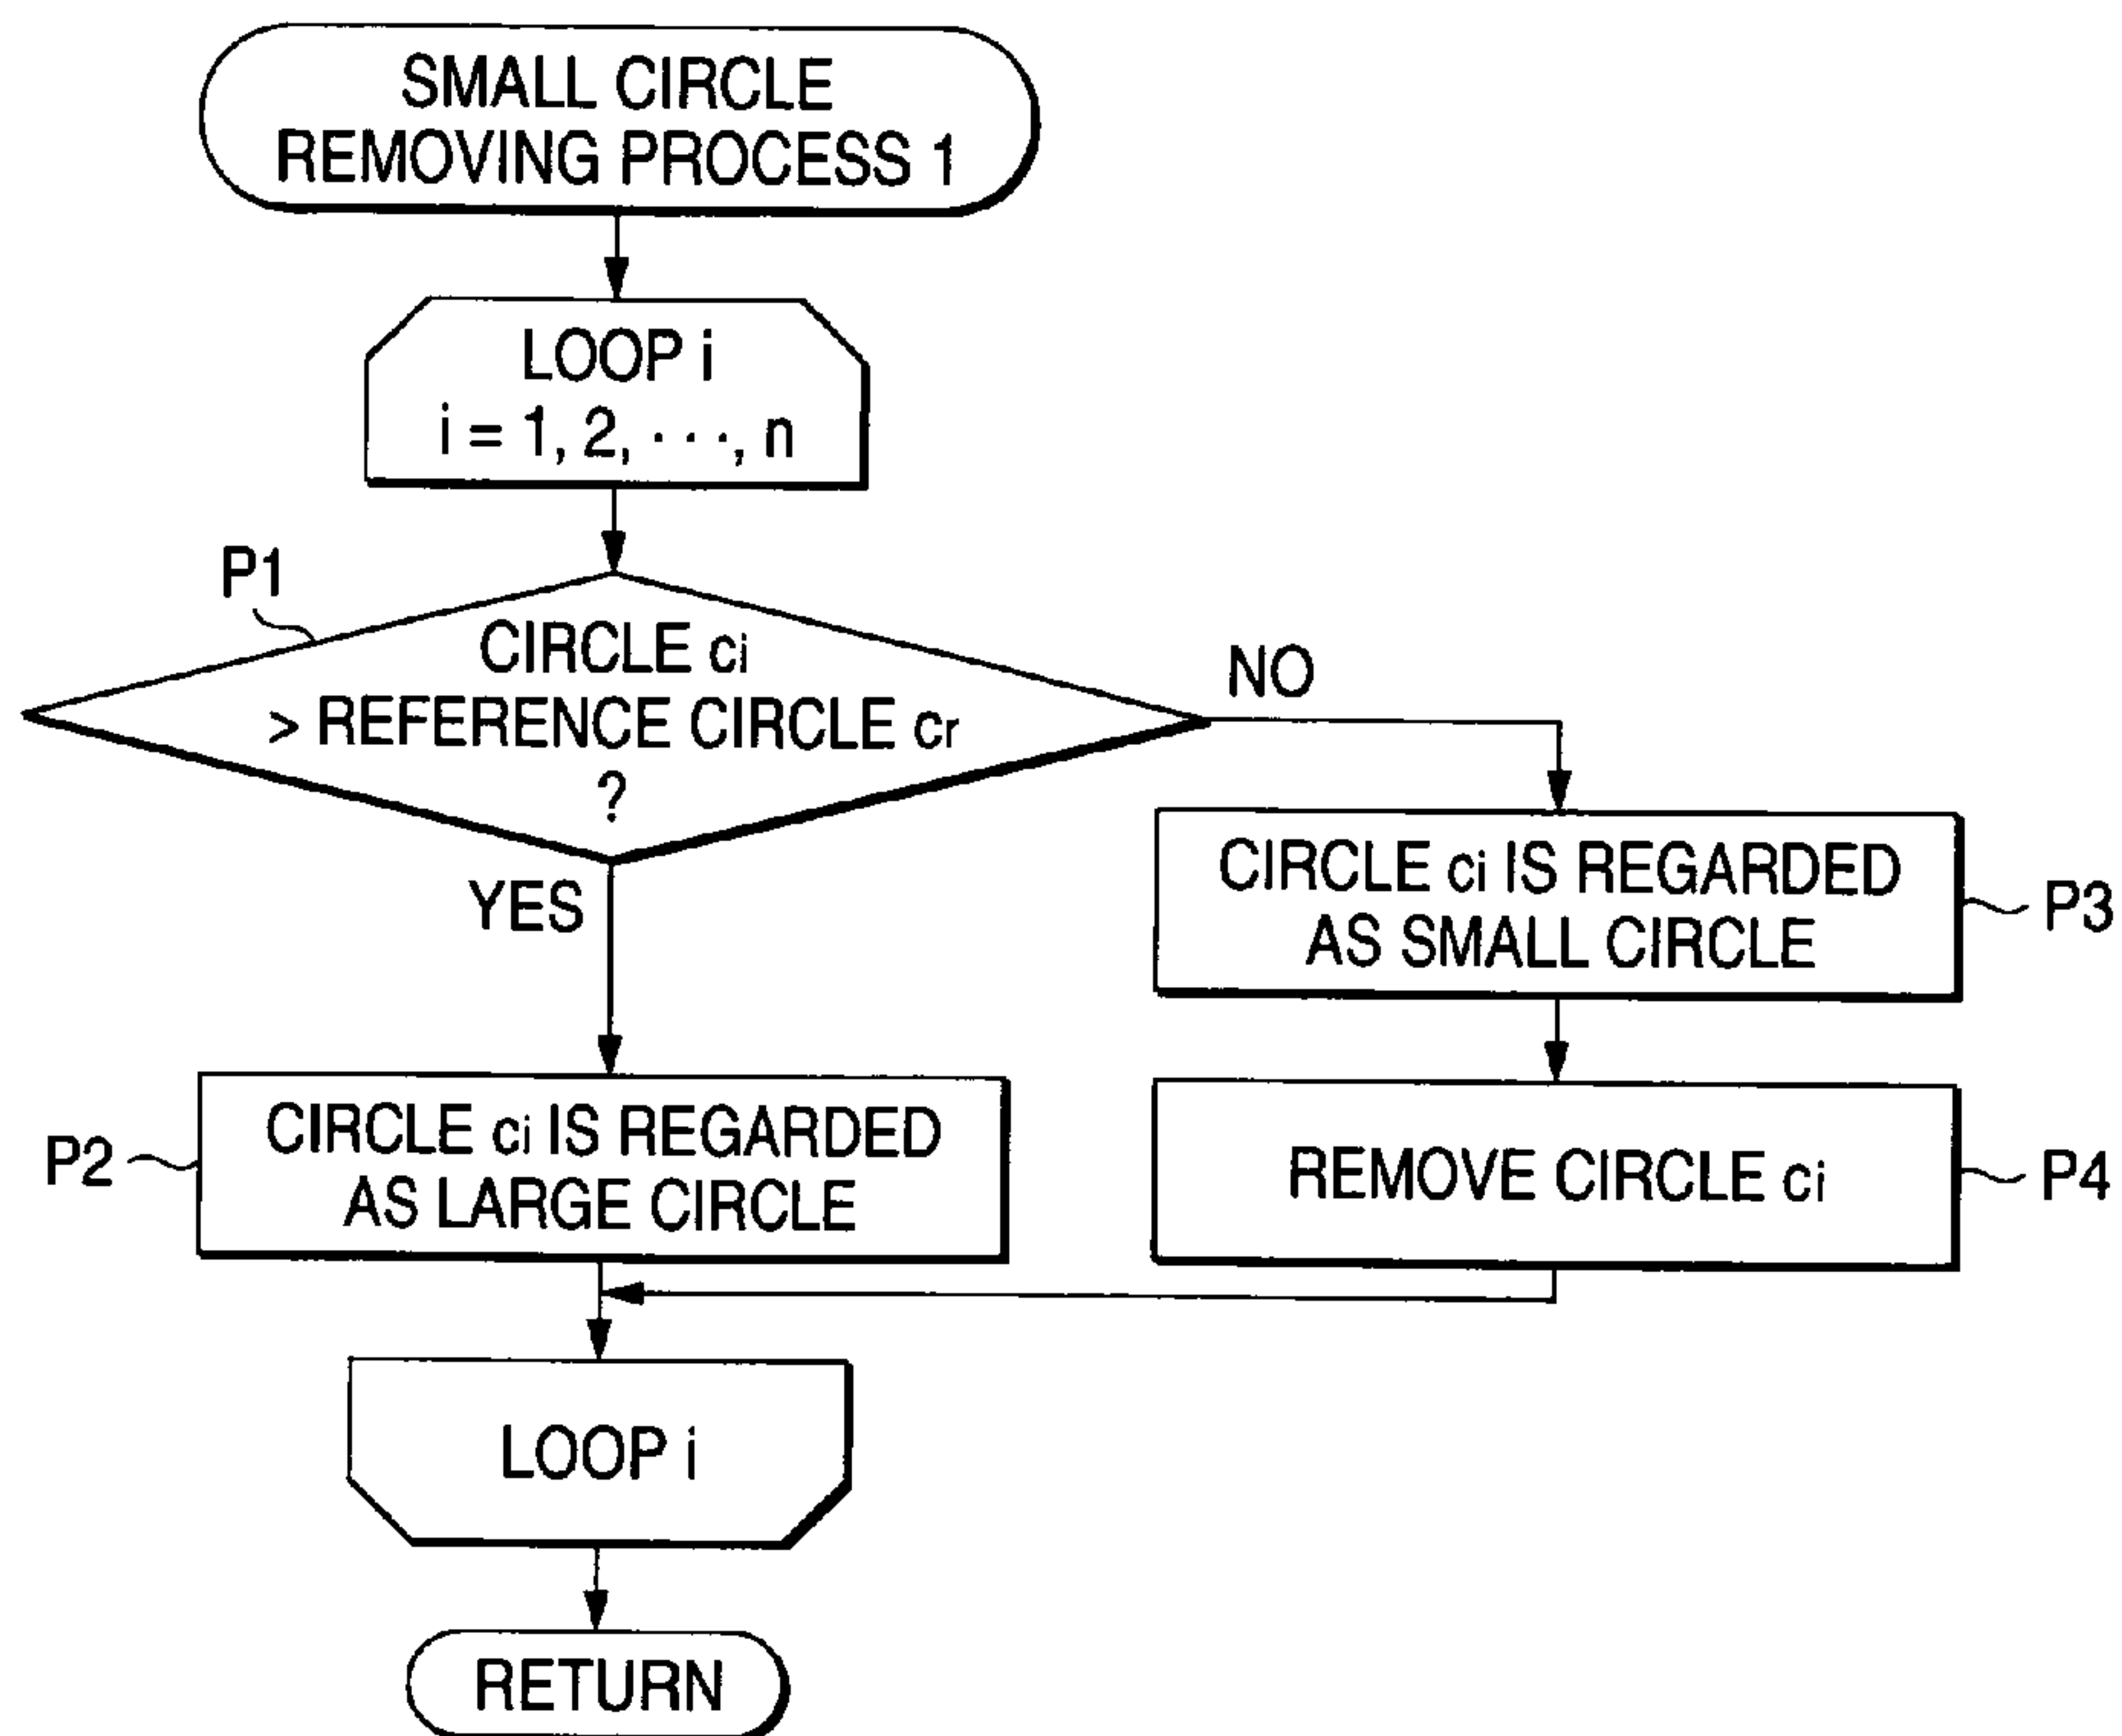 SMALL CIRCLE
REMOVING PROCESS 1
LOOP i
i = 1, 2, · · ·, n
P1
CIRCLE ci
> REFERENCE CIRCLE cr
?
NO
YES
CIRCLE ci IS REGARDED
AS SMALL CIRCLE
P3
P2
CIRCLE ci IS REGARDED
AS LARGE CIRCLE
REMOVE CIRCLE ci
P4
LOOP i
RETURN